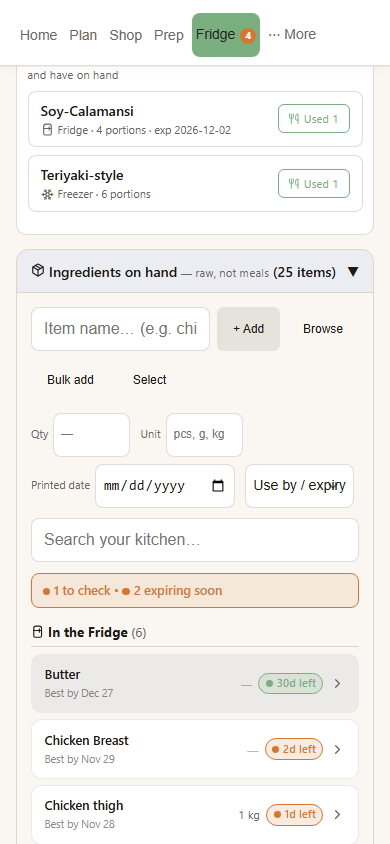 Home Plan Shop Prep Fridge 4 ··· More
and have on hand
Soy-Calamansi
Fridge · 4 portions · exp 2026-12-02
Used 1
Teriyaki-style
Freezer · 6 portions
Used 1
Ingredients on hand — raw, not meals (25 items) ▼
Item name... (e.g. chi
+ Add
Browse
Bulk add
Select
Qty —
Unit pcs, g, kg
Printed date mm/dd/yyyy
Use by / expiry
Search your kitchen...
1 to check • 2 expiring soon
In the Fridge (6)
Butter
Best by Dec 27
— 30d left
Chicken Breast
Best by Nov 29
— 2d left
Chicken thigh
Best by Nov 28
1 kg 1d left